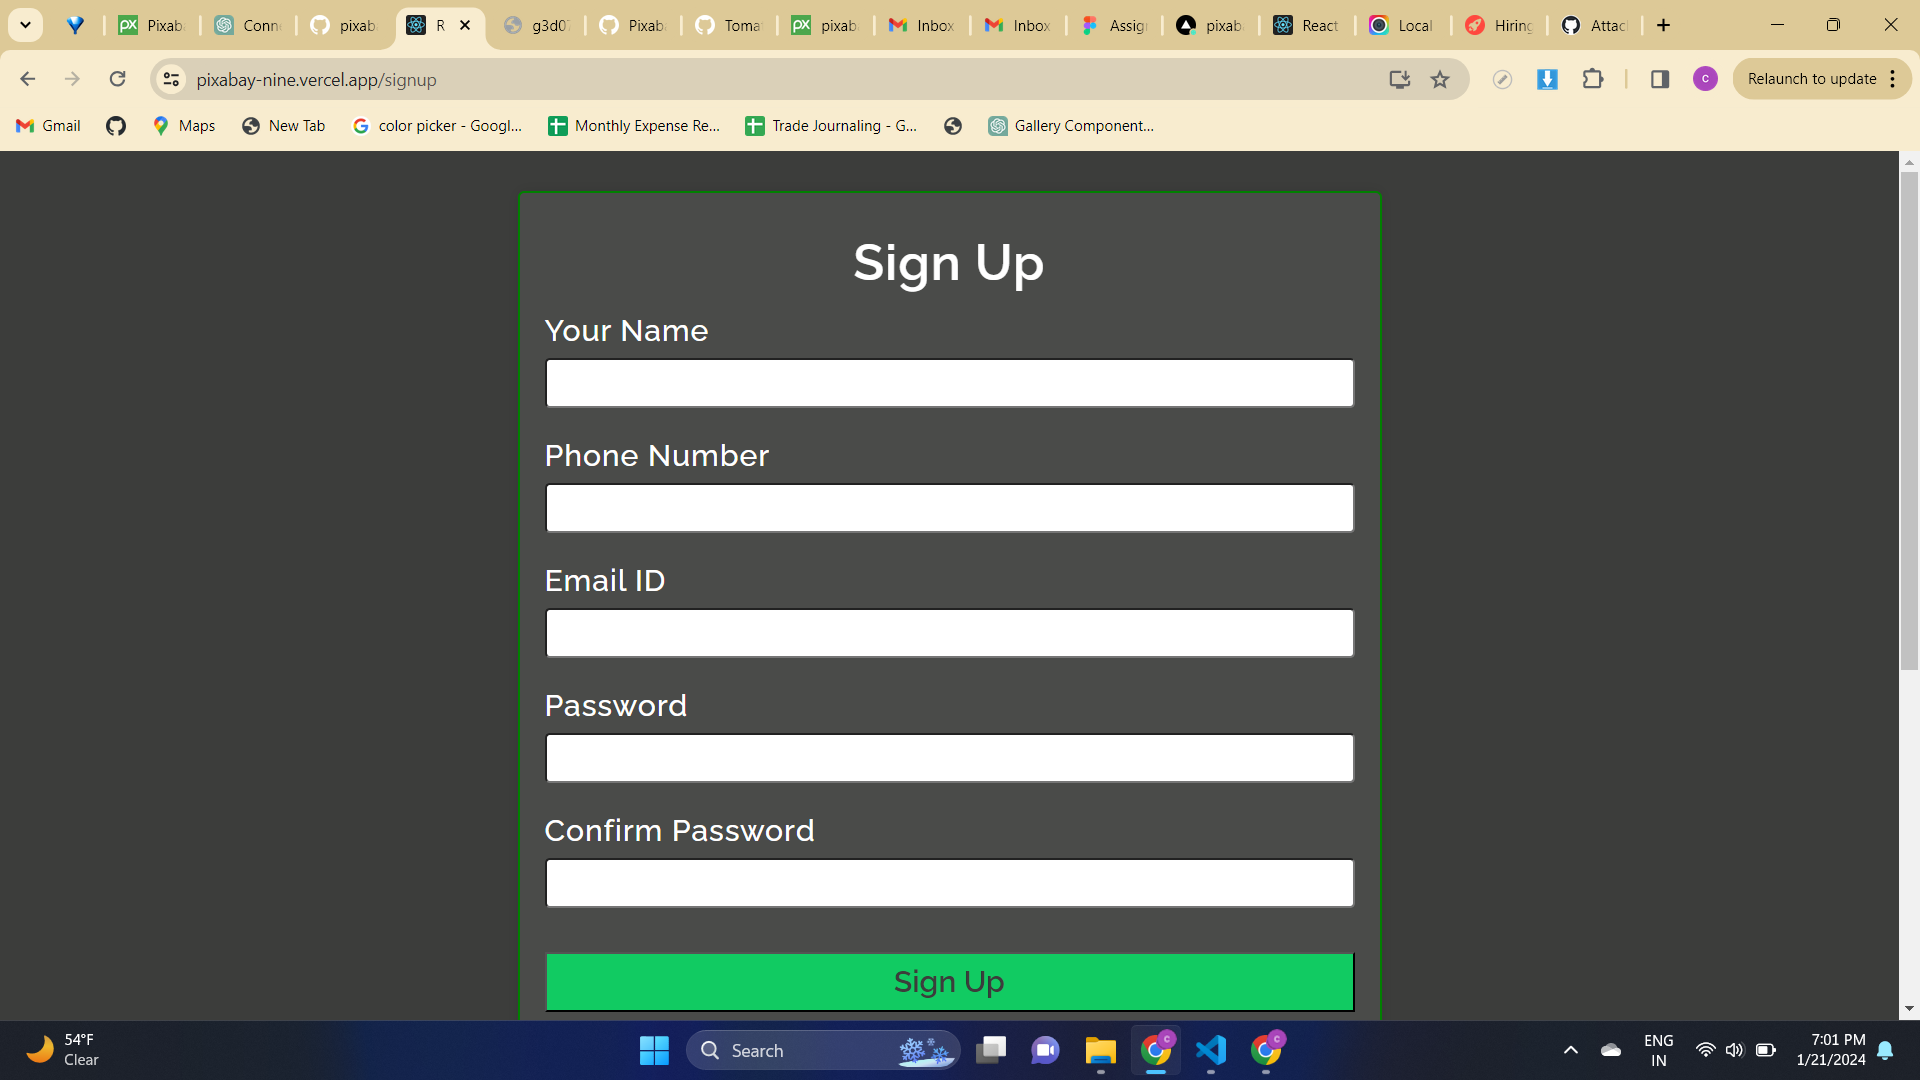 Pixab
Conn
pixab
R
g3d0
Pixab
Toma
pixab
Inbox
Inbox
Assig
pixab
React
Local
Hiring
Attac
pixabay-nine.vercel.app/signup
C
Relaunch to update
Gmail
Maps
New Tab
color picker - Googl...
Monthly Expense Re...
Trade Journaling - G...
Gallery Component...
Sign Up
Your Name
Phone Number
Email ID
Password
Confirm Password
Sign Up
54°F
Clear
Search
ENG
IN
7:01 PM
1/21/2024